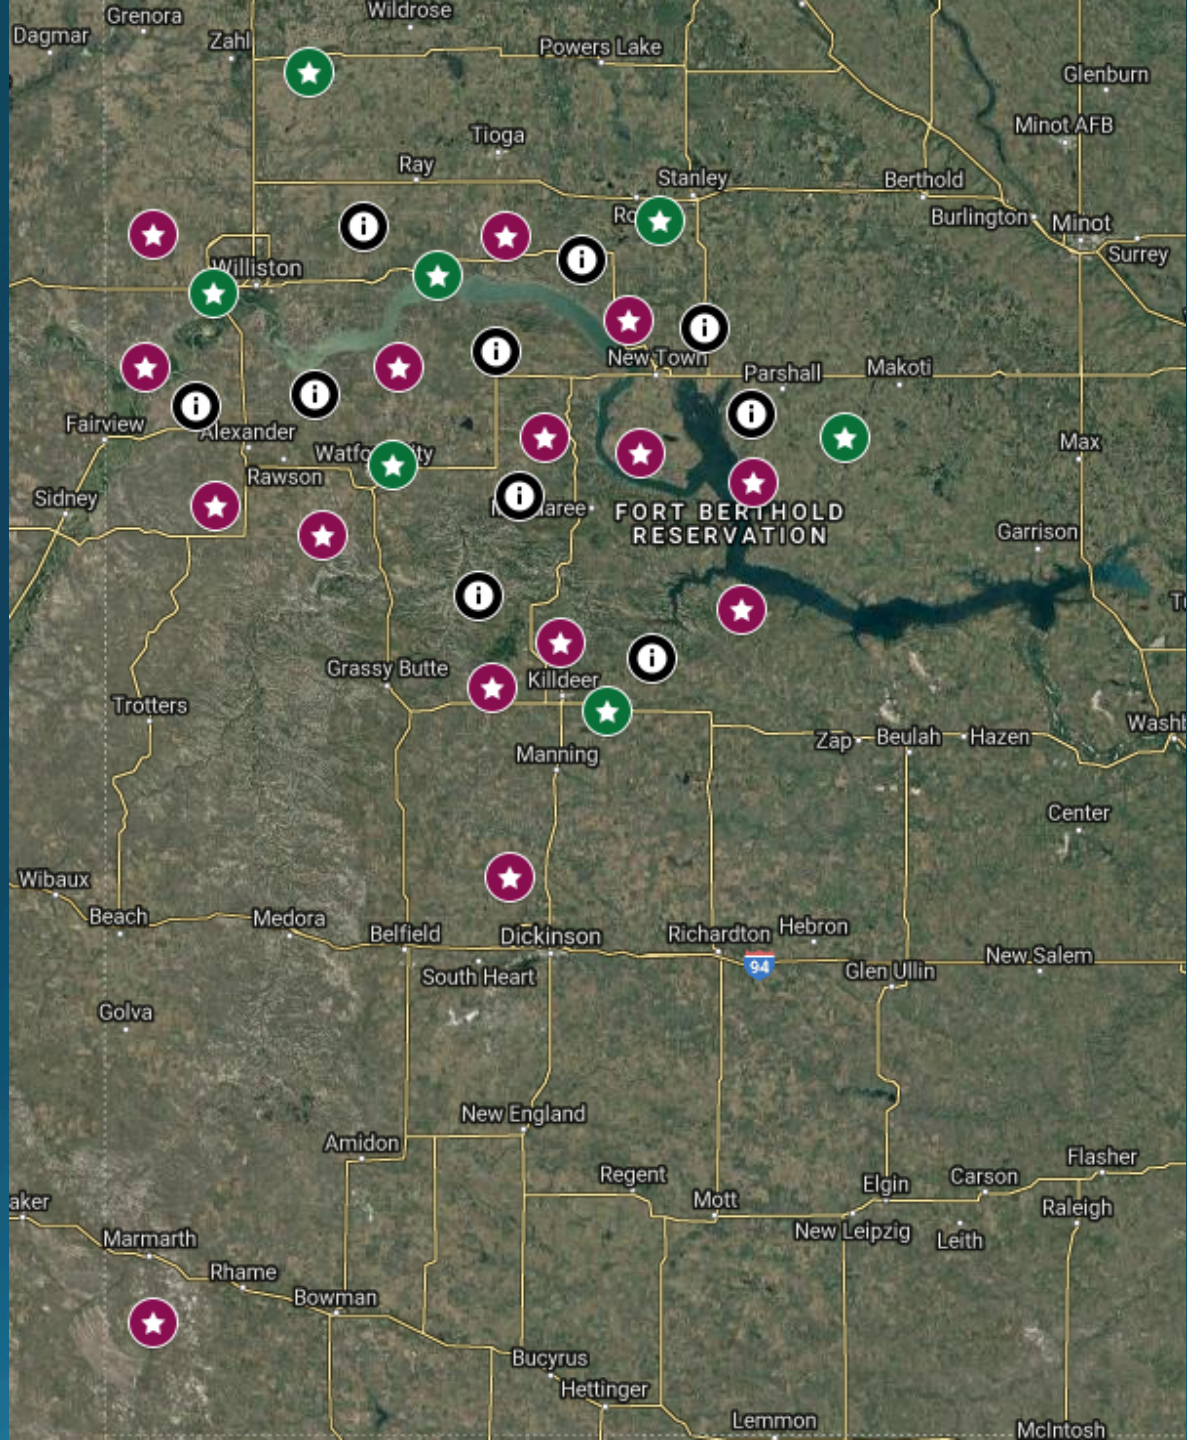 Grenora
Wildrose
Dagmar
Zahl
Powers Lake
Glenburn
Minot AFB
Tioga
Ray
Stanley
Berthold
Burlington
Minot
Surrey
Williston
New Town
Parshall
Makoti
Fairview
Alexander
Max
Rawson
Sidney
FORT BERTHOLD
RESERVATION
Garrison
Grassy Butte
Killdeer
Trotters
Manning
Zap
Beulah
Hazen
Center
Wibaux
Beach
Medora
Belfield
Dickinson
Richardton
Hebron
94
South Heart
Glen Ullin
New Salem
Golva
New England
Amidon
Regent
Mott
Elgin
Carson
Flasher
aker
Raleigh
New Leipzig
Leith
Marmarth
Rhame
Bowman
Bucyrus
Hettinger
Lemmon
McIntosh